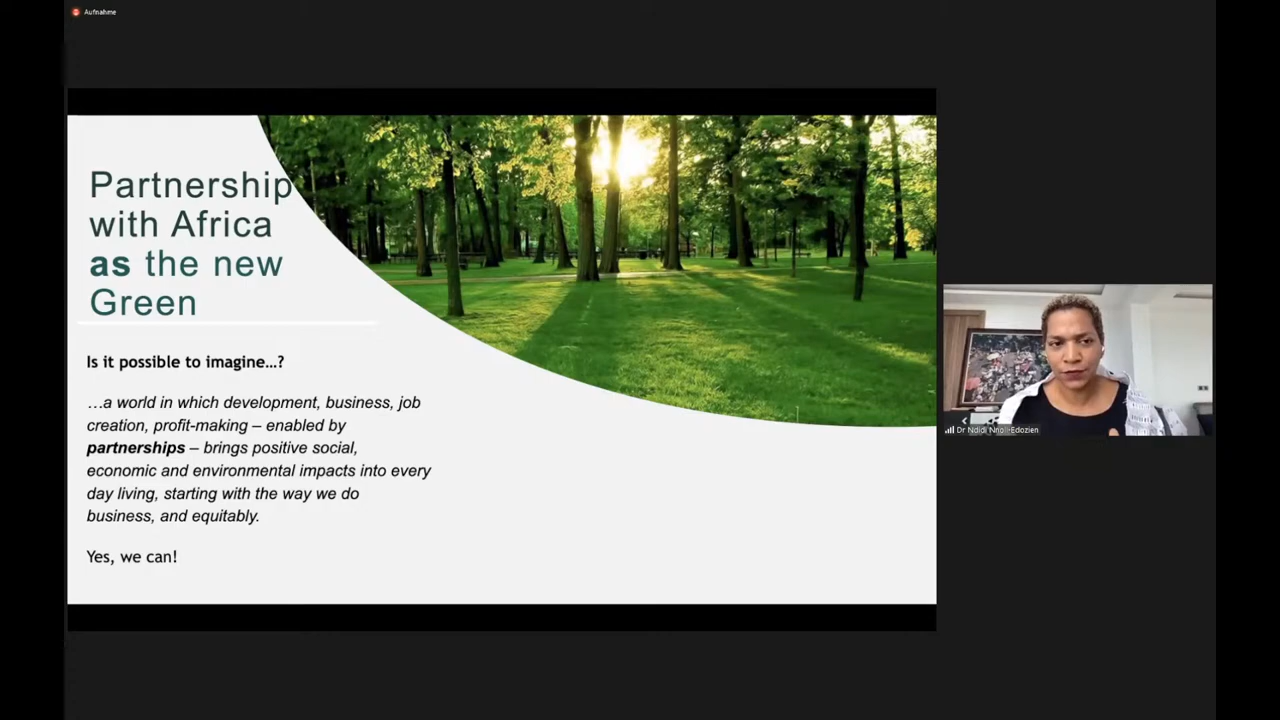 Aufnahme
Partnership
with Africa
as the new
Green
Is it possible to imagine…?
…a world in which development, business, job
creation, profit-making – enabled by
partnerships – brings positive social,
economic and environmental impacts into every
day living, starting with the way we do
business, and equitably.
Yes, we can!
Dr Ndidi Nnoli-Edozien